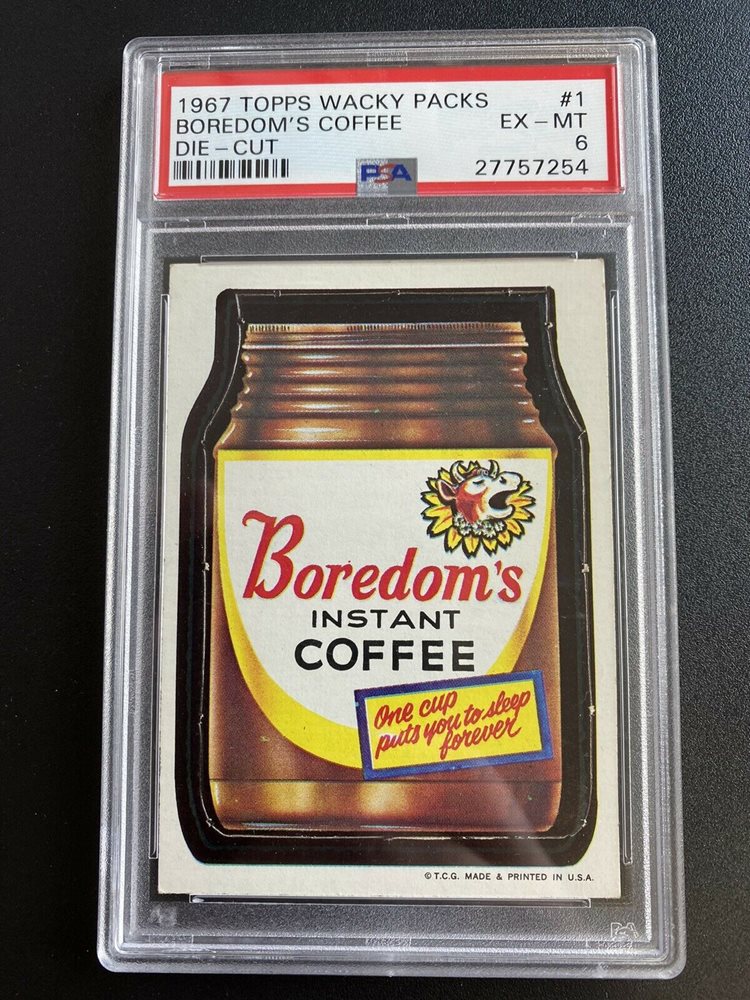 1967 TOPPS WACKY PACKS #1
BOREDOM'S COFFEE EX – MT
DIE – CUT 6
PSA 27757254
Boredom's
INSTANT
COFFEE
One cup
puts you to sleep
forever
© T.C.G. MADE & PRINTED IN U.S.A.
PSA